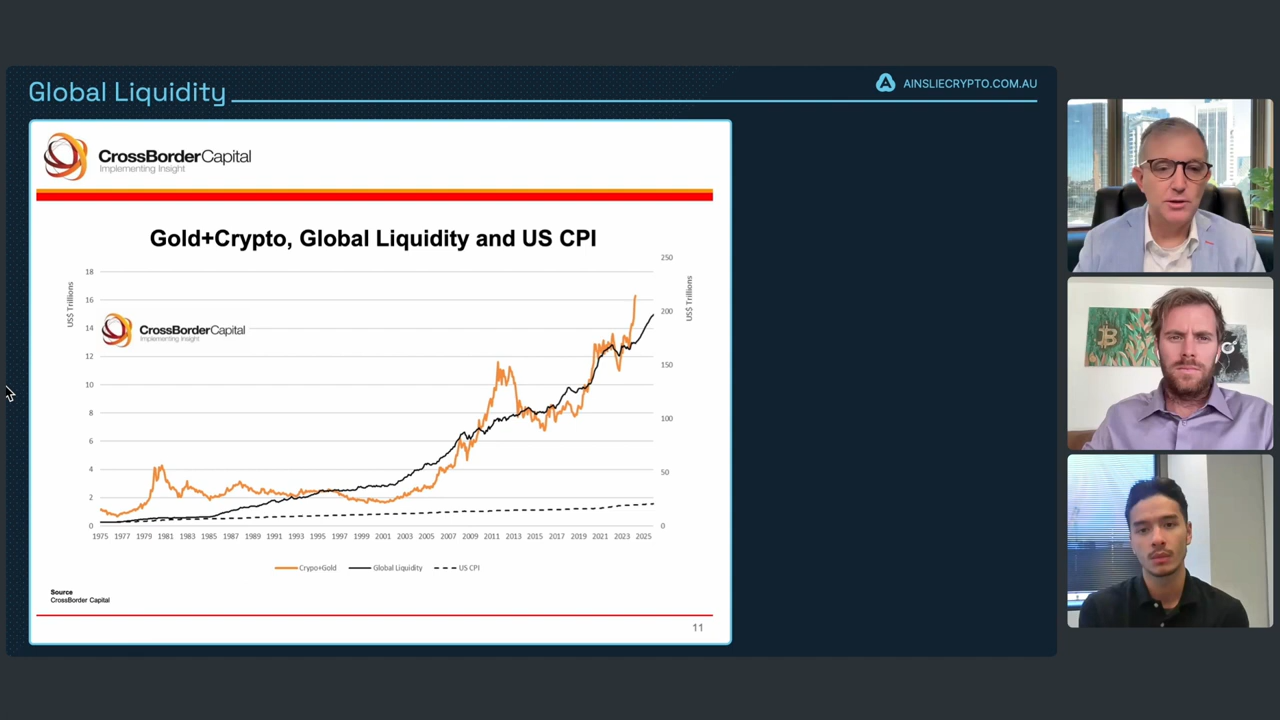 Global Liquidity
AINSLIECRYPTO.COM.AU
CrossBorderCapital
Implementing Insight
Gold+Crypto, Global Liquidity and US CPI
US$ Trillions
US$ Trillions
CrossBorderCapital
Implementing Insight
18
16
14
12
10
8
6
4
2
0
250
200
150
100
50
0
1975 1977 1979 1981 1983 1985 1987 1989 1991 1993 1995 1997 1999 2001 2003 2005 2007 2009 2011 2013 2015 2017 2019 2021 2023 2025
Crypo+Gold Global Liquidity US CPI
Source
CrossBorder Capital
11